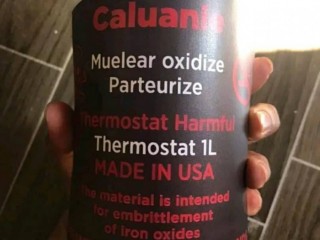 Caluanie
Muelear oxidize
Parteurize
Thermostat Harmful
Thermostat 1L
MADE IN USA
The material is intended
for embrittlement
of Iron oxides